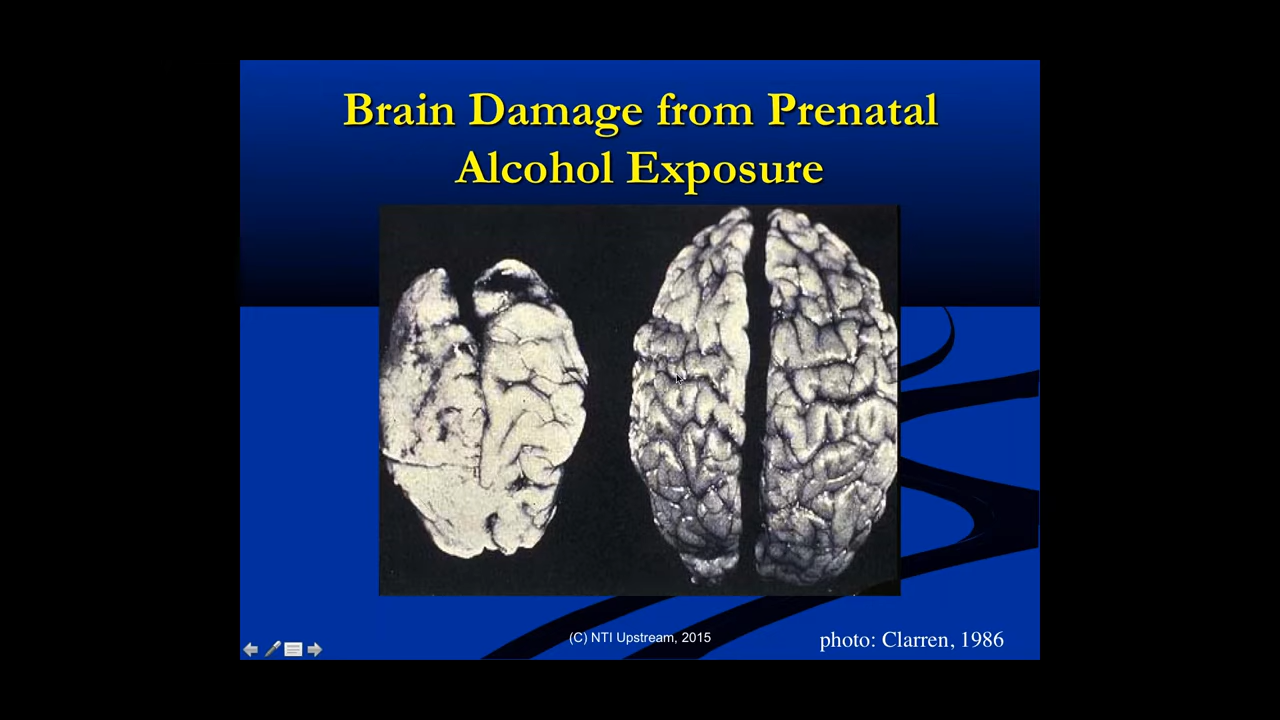 Brain Damage from Prenatal
Alcohol Exposure
(C) NTI Upstream, 2015
photo: Clarren, 1986